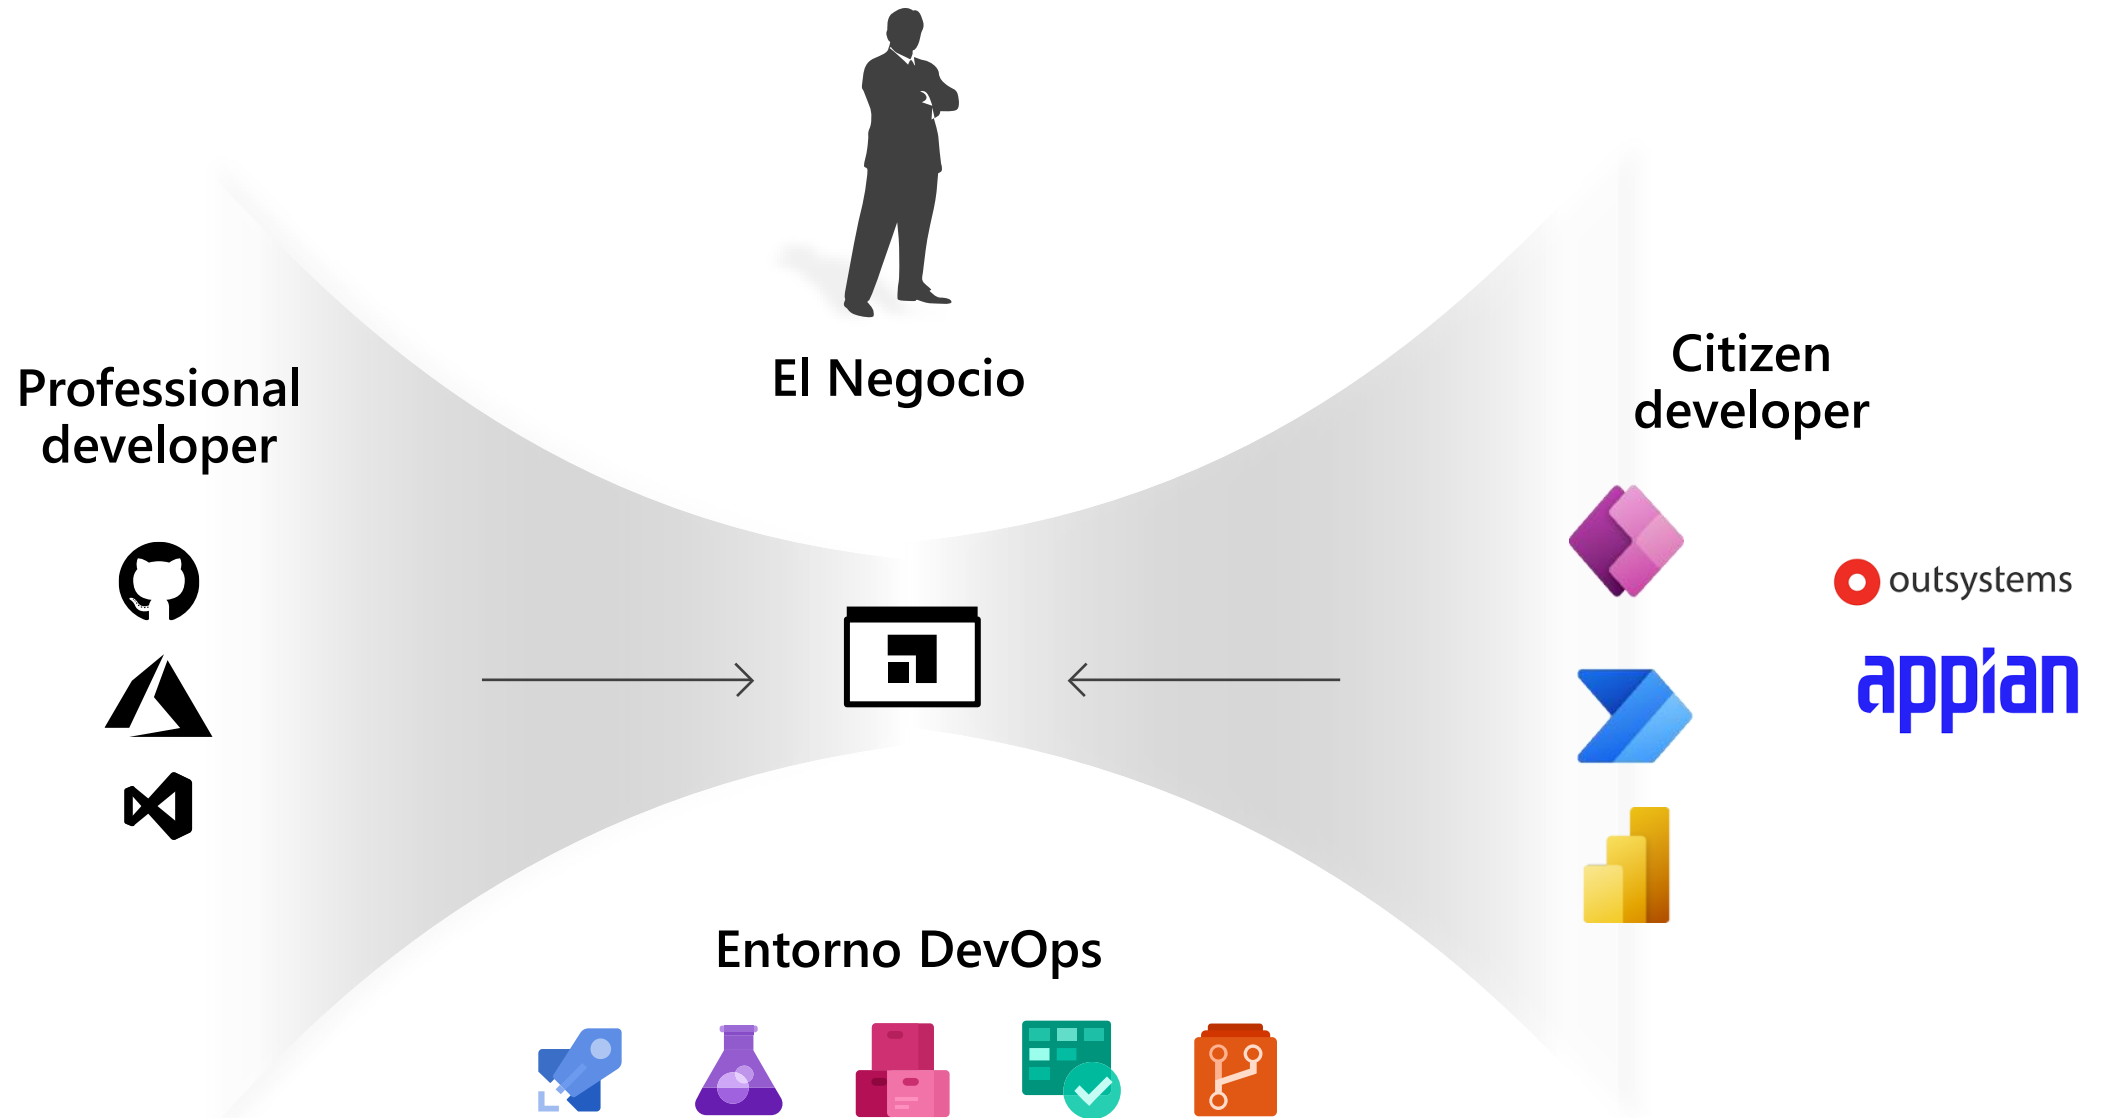 El Negocio
Professional
developer
Citizen
developer
outsystems
appian
Entorno DevOps